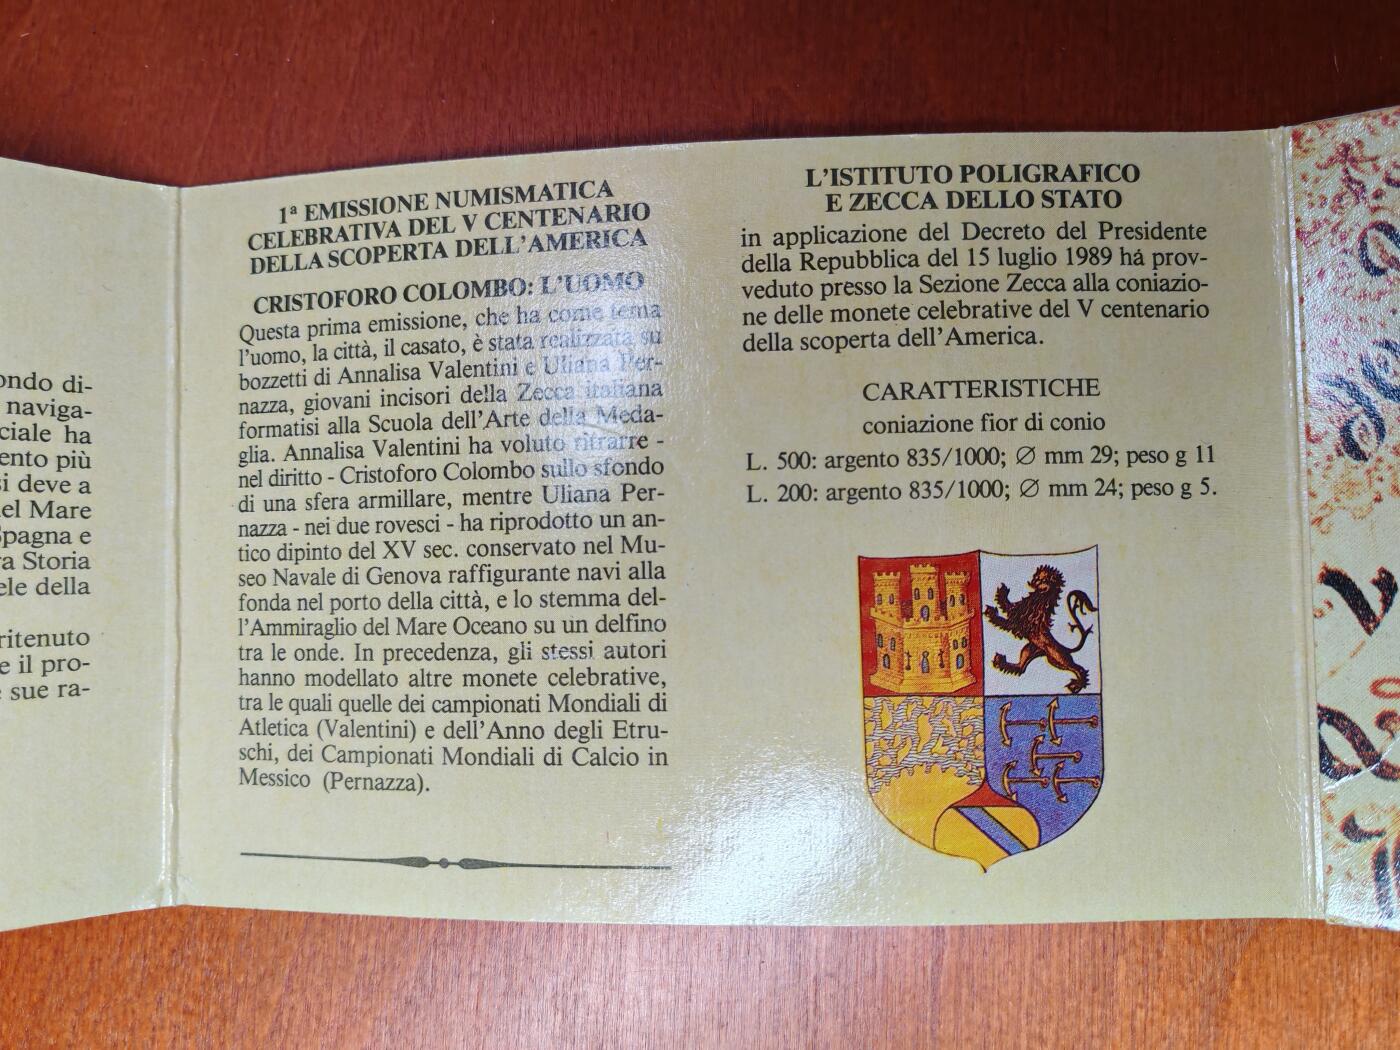 ondo di-
naviga-
ciale ha
ento più
si deve a
el Mare
Spagna e
ra Storia
ele della
ritenuto
e il pro-
sue ra-
1ª EMISSIONE NUMISMATICA
CELEBRATIVA DEL V CENTENARIO
DELLA SCOPERTA DELL'AMERICA
CRISTOFORO COLOMBO: L'UOMO
Questa prima emissione, che ha come tema
l'uomo, la città, il casato, è stata realizzata su
bozzetti di Annalisa Valentini e Uliana Per-
nazza, giovani incisori della Zecca italiana
formatisi alla Scuola dell'Arte della Meda-
glia. Annalisa Valentini ha voluto ritrarre -
nel diritto - Cristoforo Colombo sullo sfondo
di una sfera armillare, mentre Uliana Per-
nazza - nei due rovesci - ha riprodotto un an-
tico dipinto del XV sec. conservato nel Mu-
seo Navale di Genova raffigurante navi alla
fonda nel porto della città, e lo stemma del-
l'Ammiraglio del Mare Oceano su un delfino
tra le onde. In precedenza, gli stessi autori
hanno modellato altre monete celebrative,
tra le quali quelle dei campionati Mondiali di
Atletica (Valentini) e dell'Anno degli Etru-
schi, dei Campionati Mondiali di Calcio in
Messico (Pernazza).
L'ISTITUTO POLIGRAFICO
E ZECCA DELLO STATO
in applicazione del Decreto del Presidente
della Repubblica del 15 luglio 1989 há prov-
veduto presso la Sezione Zecca alla coniazio-
ne delle monete celebrative del V centenario
della scoperta dell'America.
CARATTERISTICHE
coniazione fior di conio
L. 500: argento 835/1000; ∅ mm 29; peso g 11
L. 200: argento 835/1000; ∅ mm 24; peso g 5.